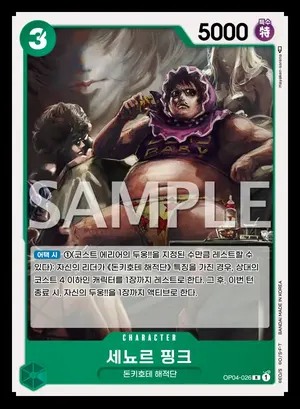 3
5000
특수
特
SAMPLE
어택 시 ①(코스트 에리어의 두웅!!을 지정된 수만큼 레스트할 수
있다): 자신의 리더가 《돈키호테 해적단》 특징을 가진 경우, 상대의
코스트 4 이하인 캐릭터를 1장까지 레스트로 한다. 그 후, 이번 턴
종료 시, 자신의 두웅!!을 1장까지 액티브로 한다.
CHARACTER
세뇨르 핑크
돈키호테 해적단
OP04-026 R
1
BANDAI MADE IN KOREA